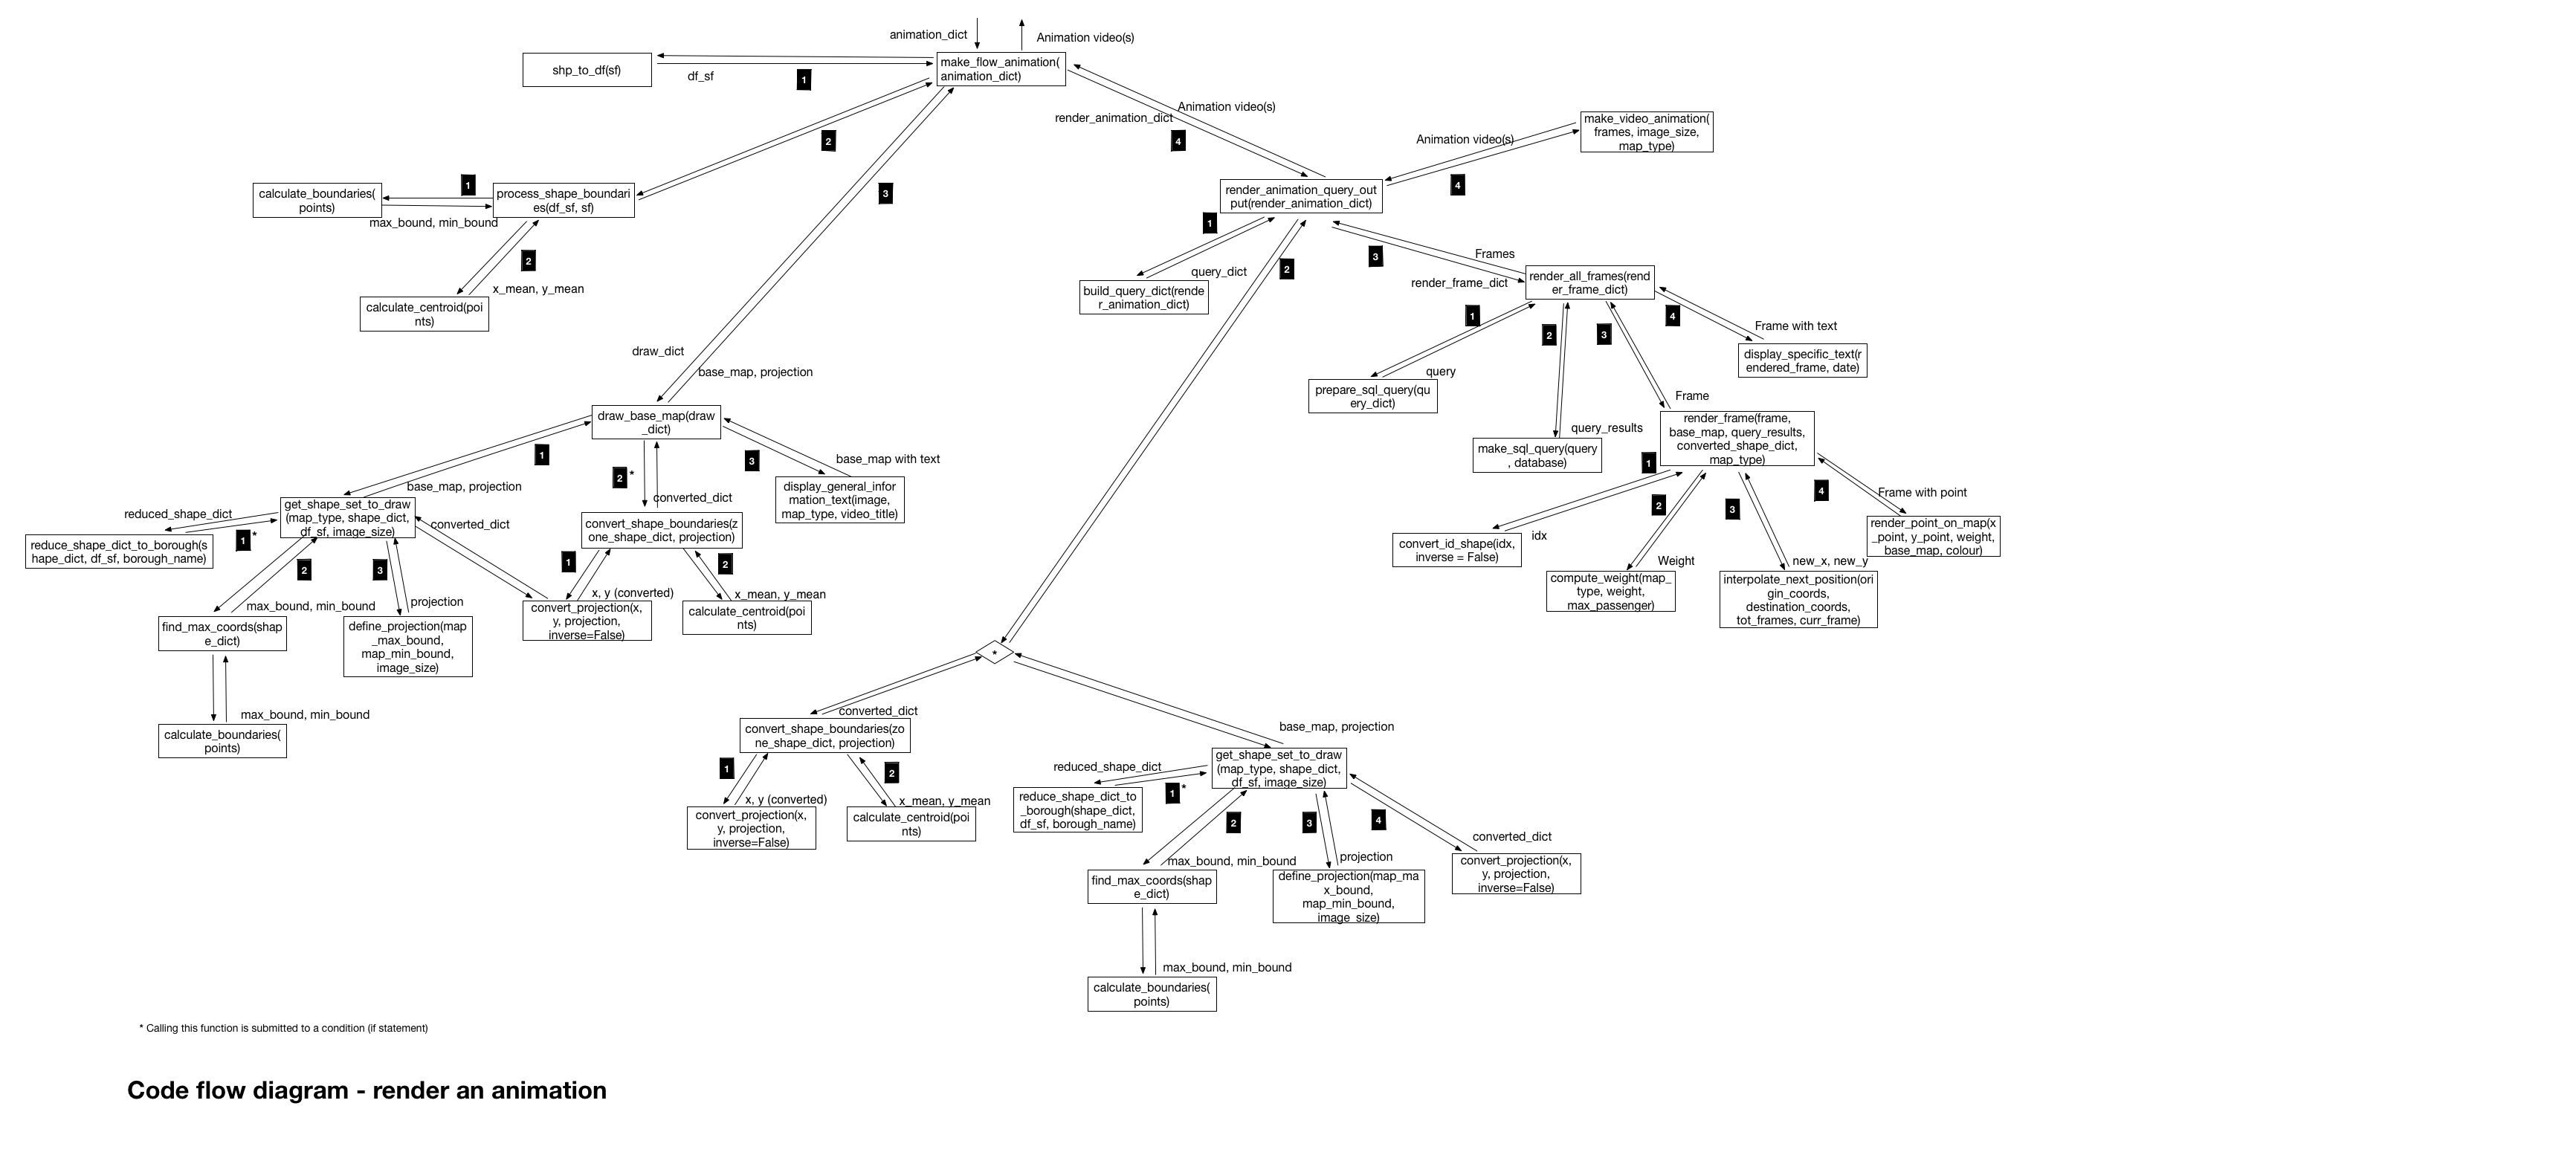 animation_dict
Animation video(s)
shp_to_df(sf)
df_sf
1
make_flow_animation(
animation_dict)
2
3
render_animation_dict
Animation video(s)
4
Animation video(s)
4
make_video_animation(
frames, image_size,
map_type)
calculate_boundaries(
points)
1
max_bound, min_bound
process_shape_boundari
es(df_sf, sf)
2
x_mean, y_mean
calculate_centroid(poi
nts)
render_animation_query_out
put(render_animation_dict)
1
query_dict
build_query_dict(rende
r_animation_dict)
2
3
Frames
render_frame_dict
render_all_frames(rend
er_frame_dict)
1
2
3
4
Frame with text
display_specific_text(r
endered_frame, date)
query
prepare_sql_query(qu
ery_dict)
query_results
make_sql_query(query
, database)
Frame
render_frame(frame,
base_map, query_results,
converted_shape_dict,
map_type)
1
2
3
4
Frame with point
render_point_on_map(x
_point, y_point, weight,
base_map, colour)
idx
convert_id_shape(idx,
inverse = False)
Weight
compute_weight(map_
type, weight,
max_passenger)
new_x, new_y
interpolate_next_position(ori
gin_coords,
destination_coords,
tot_frames, curr_frame)
draw_dict
base_map, projection
draw_base_map(draw
_dict)
1
2
*
3
base_map with text
display_general_infor
mation_text(image,
map_type, video_title)
base_map, projection
get_shape_set_to_draw
(map_type, shape_dict,
df_sf, image_size)
converted_dict
converted_dict
convert_shape_boundaries(z
one_shape_dict, projection)
reduced_shape_dict
1
*
reduce_shape_dict_to_borough(s
hape_dict, df_sf, borough_name)
2
3
1
2
max_bound, min_bound
find_max_coords(shap
e_dict)
projection
define_projection(map
_max_bound,
map_min_bound,
image_size)
x, y (converted)
convert_projection(x,
y, projection,
inverse=False)
x_mean, y_mean
calculate_centroid(poi
nts)
max_bound, min_bound
calculate_boundaries(
points)
*
converted_dict
convert_shape_boundaries(zo
ne_shape_dict, projection)
1
2
x, y (converted)
convert_projection(x,
y, projection,
inverse=False)
x_mean, y_mean
calculate_centroid(poi
nts)
base_map, projection
get_shape_set_to_draw
(map_type, shape_dict,
df_sf, image_size)
reduced_shape_dict
1
*
reduce_shape_dict_to
_borough(shape_dict,
df_sf, borough_name)
2
3
4
max_bound, min_bound
find_max_coords(shap
e_dict)
projection
define_projection(map_ma
x_bound,
map_min_bound,
image_size)
converted_dict
convert_projection(x,
y, projection,
inverse=False)
max_bound, min_bound
calculate_boundaries(
points)
* Calling this function is submitted to a condition (if statement)
Code flow diagram - render an animation